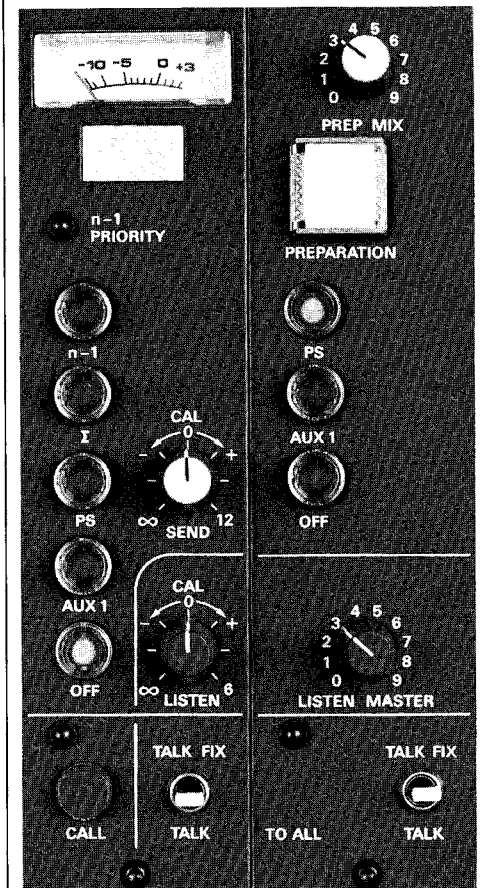 -10 -5 0 +3
n-1
PRIORITY
n-1
Σ
PS
AUX 1
OFF
CAL
0
- +
- -
∞ 12
SEND
CAL
0
- +
- -
∞ 6
LISTEN
CALL
TALK FIX
TALK
0 1 2 3 4 5 6 7 8 9
PREP MIX
PREPARATION
PS
AUX 1
OFF
0 1 2 3 4 5 6 7 8 9
LISTEN MASTER
TO ALL
TALK FIX
TALK